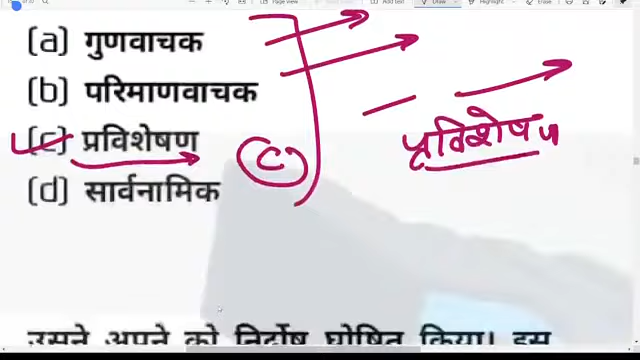 (a) गुणवाचक
(b) परिमाणवाचक
(c) प्रविशेषण
(d) सार्वनामिक
C
प्रविशेषण
उसने अपने को निर्दोष घोषित किया। इस